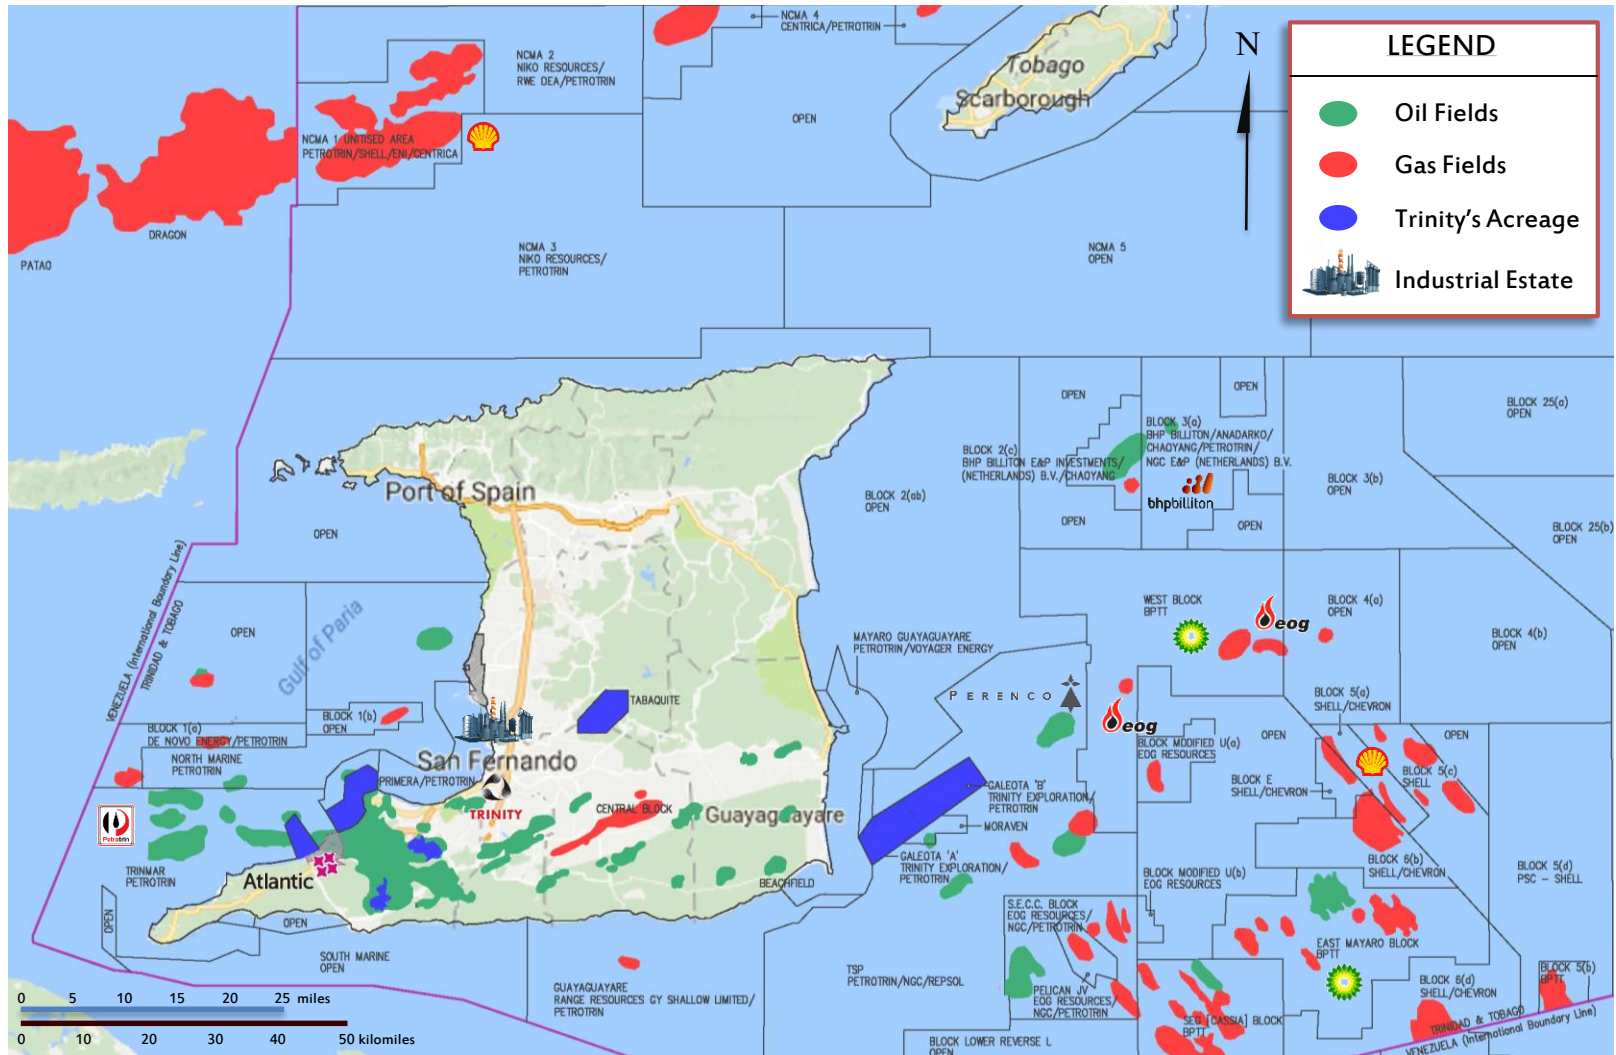 NCMA 4
CENTRICA/PETROTRIN
NCMA 2
NIKO RESOURCES/
RWE DEA/PETROTRIN
Tobago
Scarborough
N
LEGEND
Oil Fields
Gas Fields
Trinity's Acreage
Industrial Estate
OPEN
NCMA 1 UNITISED AREA
PETROTRIN/SHELL/ENI/CENTRICA
DRAGON
PATAO
NCMA 3
NIKO RESOURCES/
PETROTRIN
NCMA 5
OPEN
OPEN
OPEN
BLOCK 25(a)
OPEN
BLOCK 3(a)
BHP BILLITON/ANADARKO/
CHAOYANG/PETROTRIN/
NGC E&P (NETHERLANDS) B.V.
BLOCK 2(c)
BHP BILLITON E&P INVESTMENTS/
(NETHERLANDS) B.V./CHAOYANG
bhpbilliton
BLOCK 3(b)
OPEN
Port of Spain
BLOCK 2(ab)
OPEN
OPEN
OPEN
BLOCK 25(b)
OPEN
OPEN
VENEZUELA (International Boundary Line)
TRINIDAD & TOBAGO
Gulf of Paria
OPEN
WEST BLOCK
BPTT
eog
BLOCK 4(a)
OPEN
BLOCK 4(b)
OPEN
MAYARO GUAYAGUAYARE
PETROTRIN/VOYAGER ENERGY
PERENCO
eog
BLOCK 5(a)
SHELL/CHEVRON
TABAQUITE
BLOCK 1(b)
OPEN
BLOCK 1(a)
DE NOVO ENERGY/PETROTRIN
NORTH MARINE
PETROTRIN
OPEN
OPEN
BLOCK MODIFIED U(a)
EOG RESOURCES
San Fernando
PRIMERA/PETROTRIN
BLOCK E
SHELL/CHEVRON
BLOCK 5(c)
SHELL
GALEOTA 'B'
TRINITY EXPLORATION/
PETROTRIN
MORAVEN
TRINITY
CENTRAL BLOCK
Guayaguayare
Petrotrin
GALEOTA 'A'
TRINITY EXPLORATION/
PETROTRIN
TRINMAR
PETROTRIN
Atlantic
BEACHFIELD
BLOCK 6(b)
SHELL/CHEVRON
BLOCK 5(d)
PSC - SHELL
BLOCK MODIFIED U(b)
EOG RESOURCES
OPEN
OPEN
S.E.C.C. BLOCK
EOG RESOURCES/
NGC/PETROTRIN
EAST MAYARO BLOCK
BPTT
SOUTH MARINE
OPEN
TSP
PETROTRIN/NGC/REPSOL
GUAYAGUAYARE
RANGE RESOURCES GY SHALLOW LIMITED/
PETROTRIN
PELICAN JV
EOG RESOURCES/
NGC/PETROTRIN
BLOCK 6(d)
SHELL/CHEVRON
BLOCK 5(b)
BPTT
SEG [CASSIA] BLOCK
BPTT
BLOCK LOWER REVERSE L
OPEN
TRINIDAD & TOBAGO
VENEZUELA (International Boundary Line)
0 5 10 15 20 25 miles
0 10 20 30 40 50 kilomiles